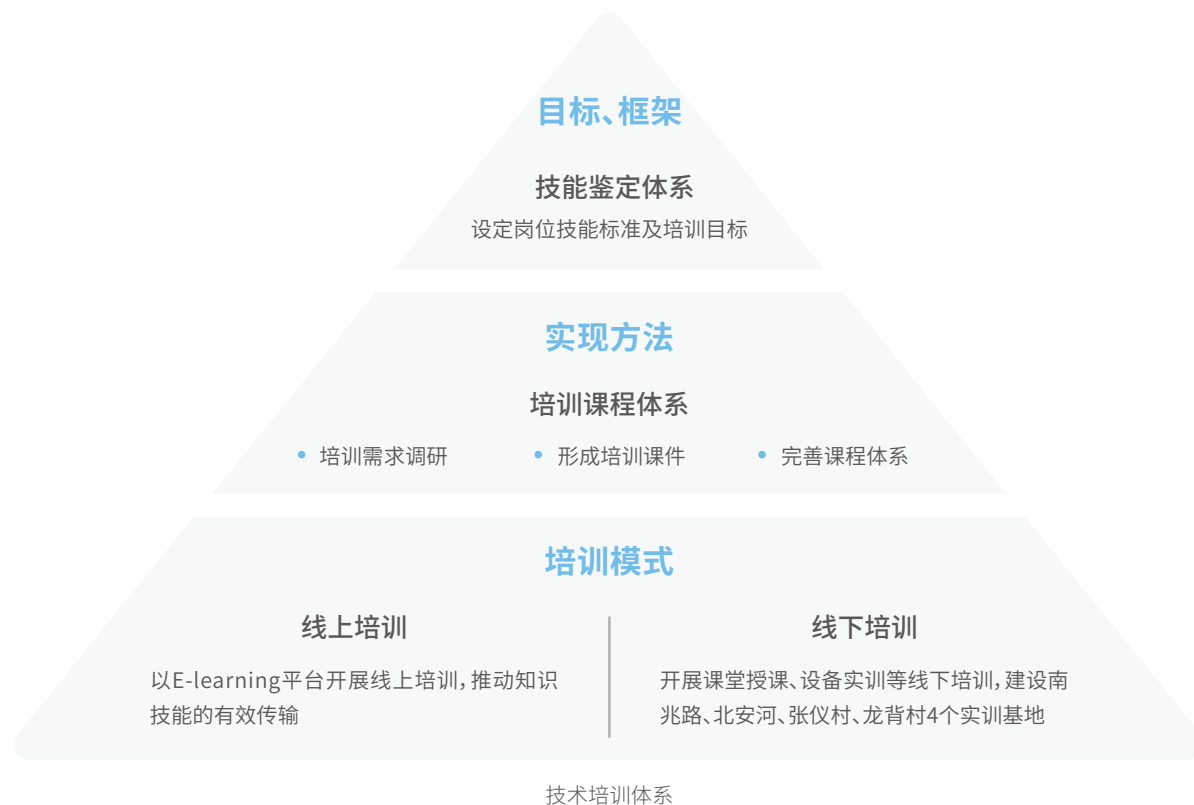 目标、框架
技能鉴定体系
设定岗位技能标准及培训目标
实现方法
培训课程体系
• 培训需求调研
• 形成培训课件
• 完善课程体系
培训模式
线上培训
以E-learning平台开展线上培训，推动知识
技能的有效传输
线下培训
开展课堂授课、设备实训等线下培训，建设南
兆路、北安河、张仪村、龙背村4个实训基地
技术培训体系